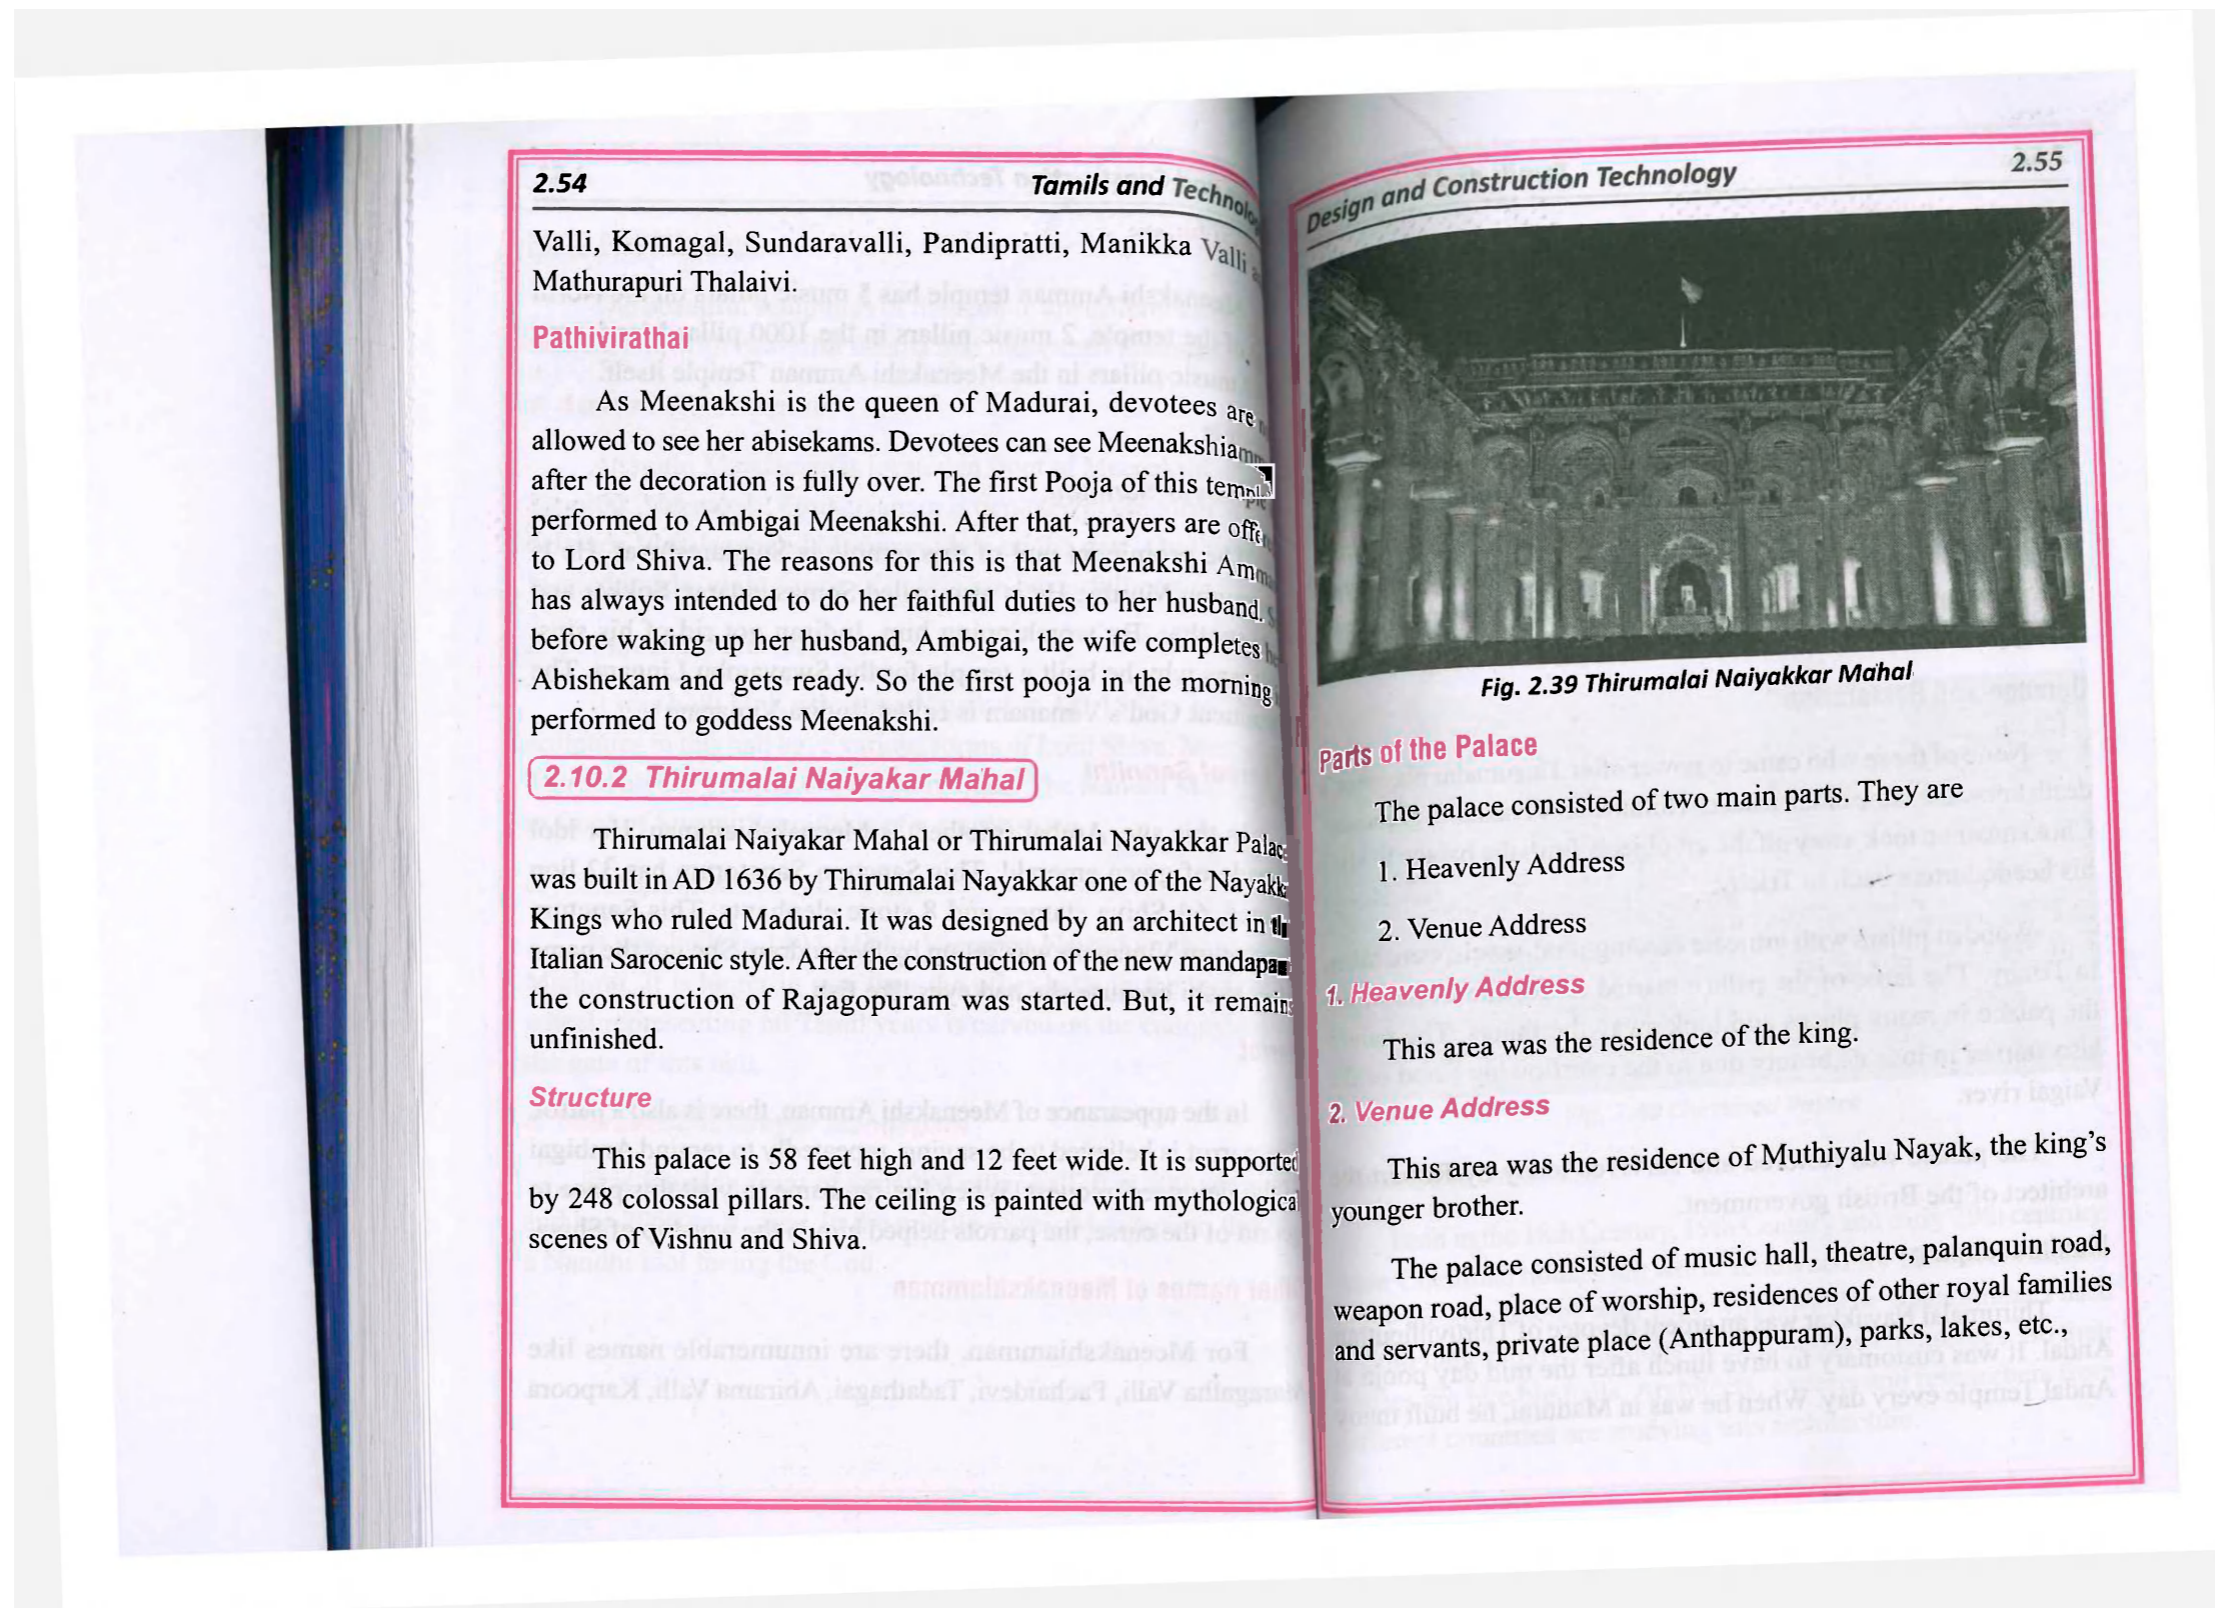 2.54
Tamils and Technolo
Valli, Komagal, Sundaravalli, Pandipratti, Manikka Valli
Mathurapuri Thalaivi.
Pathivirathai
As Meenakshi is the queen of Madurai, devotees are
allowed to see her abisekams. Devotees can see Meenakshiam
after the decoration is fully over. The first Pooja of this
performed to Ambigai Meenakshi. After that, prayers are
to Lord Shiva. The reasons for this is that Meenakshi Am
has always intended to do her faithful duties to her husband.
before waking up her husband, Ambigai, the wife completes
Abishekam and gets ready. So the first pooja in the morning
performed to goddess Meenakshi.
2.10.2 Thirumalai Naiyakar Mahal
Thirumalai Naiyakar Mahal or Thirumalai Nayakkar Palac
was built in AD 1636 by Thirumalai Nayakkar one of the Nayakk
Kings who ruled Madurai. It was designed by an architect in
Italian Sarocenic style. After the construction of the new mandapa
the construction of Rajagopuram was started. But, it remains
unfinished.
Structure
This palace is 58 feet high and 12 feet wide. It is supported
by 248 colossal pillars. The ceiling is painted with mythological
scenes of Vishnu and Shiva.
Design and Construction Technology
2.55
Fig. 2.39 Thirumalai Naiyakkar Mahal
Parts of the Palace
The palace consisted of two main parts. They are
1. Heavenly Address
2. Venue Address
1. Heavenly Address
This area was the residence of the king.
2. Venue Address
This area was the residence of Muthiyalu Nayak, the king's
younger brother.
The palace consisted of music hall, theatre, palanquin road,
weapon road, place of worship, residences of other royal families
and servants, private place (Anthappuram), parks, lakes, etc.,